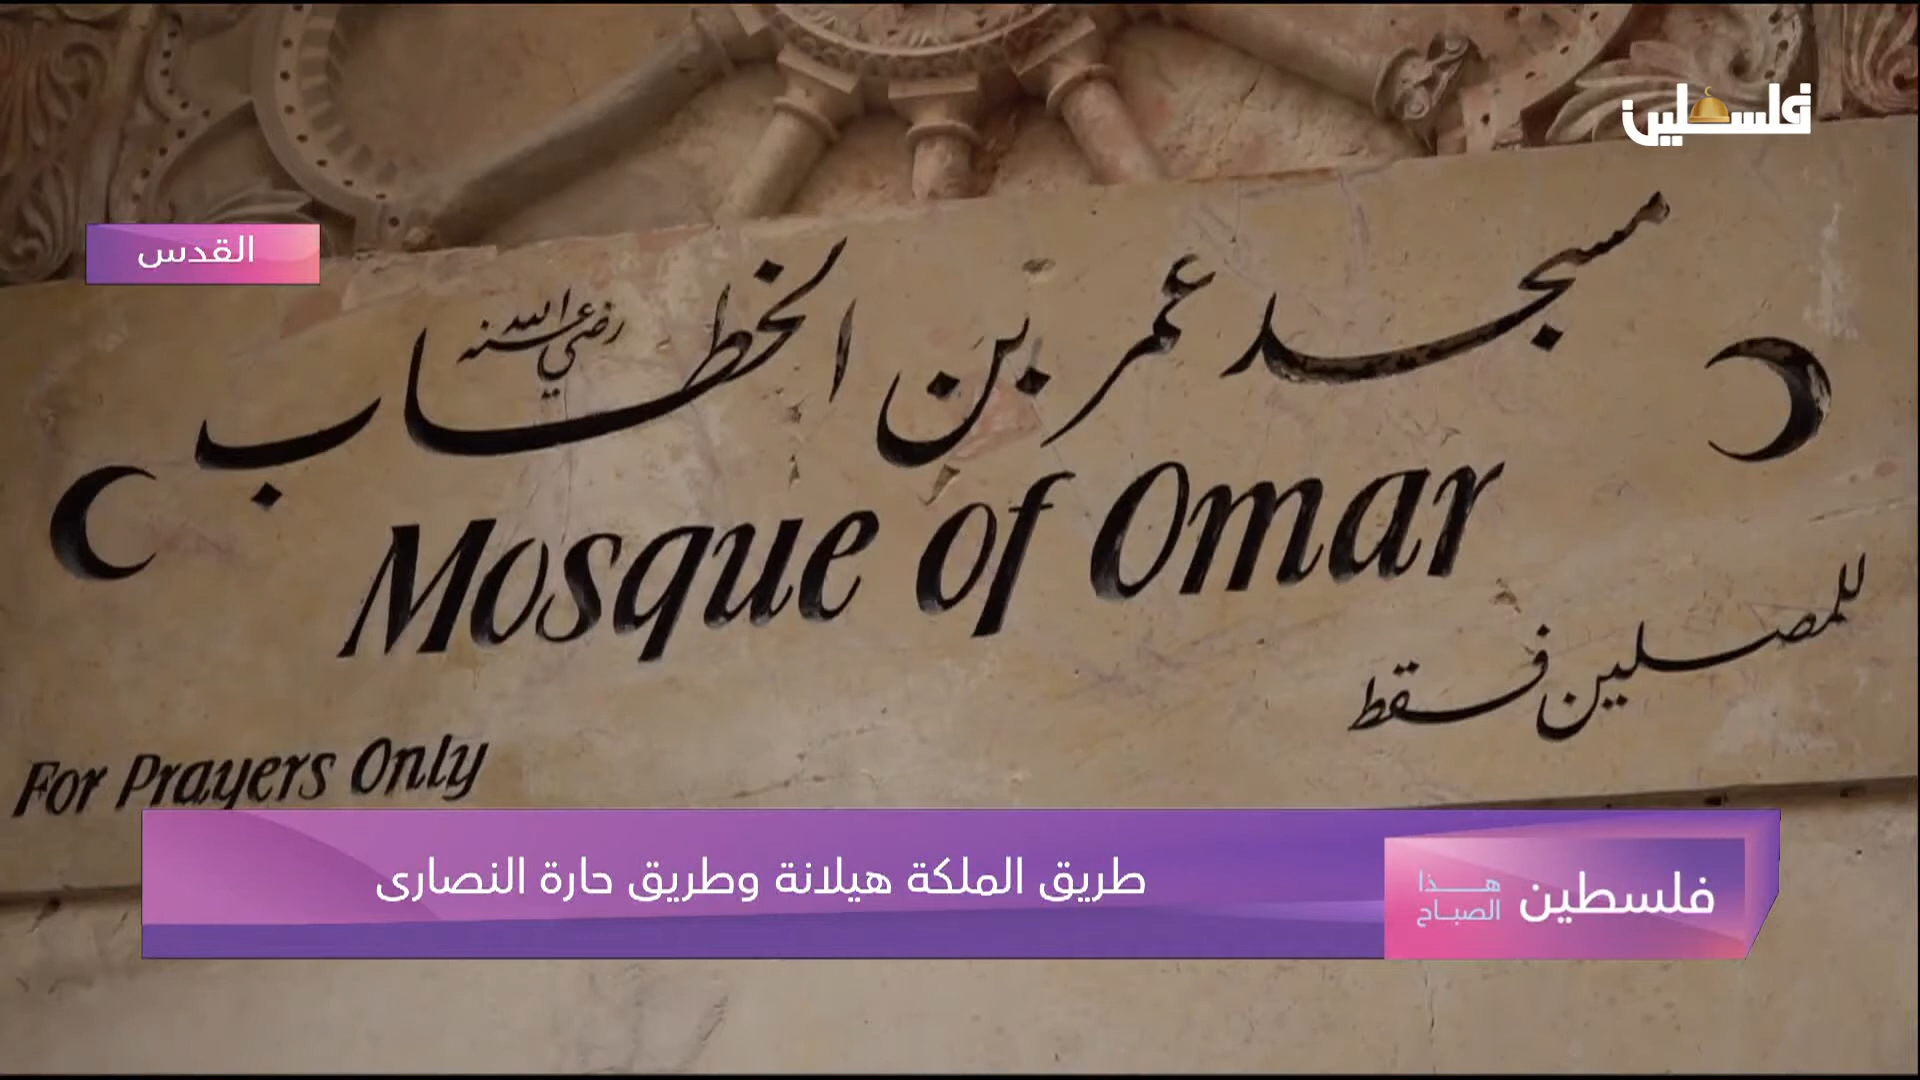 فلسطين
القدس
مسجد عمر بن الخطاب
رضي الله عنه
Mosque of Omar
للمصلين فقط
For Prayers Only
طريق الملكة هيلانة وطريق حارة النصارى
فلسطين هذا الصباح